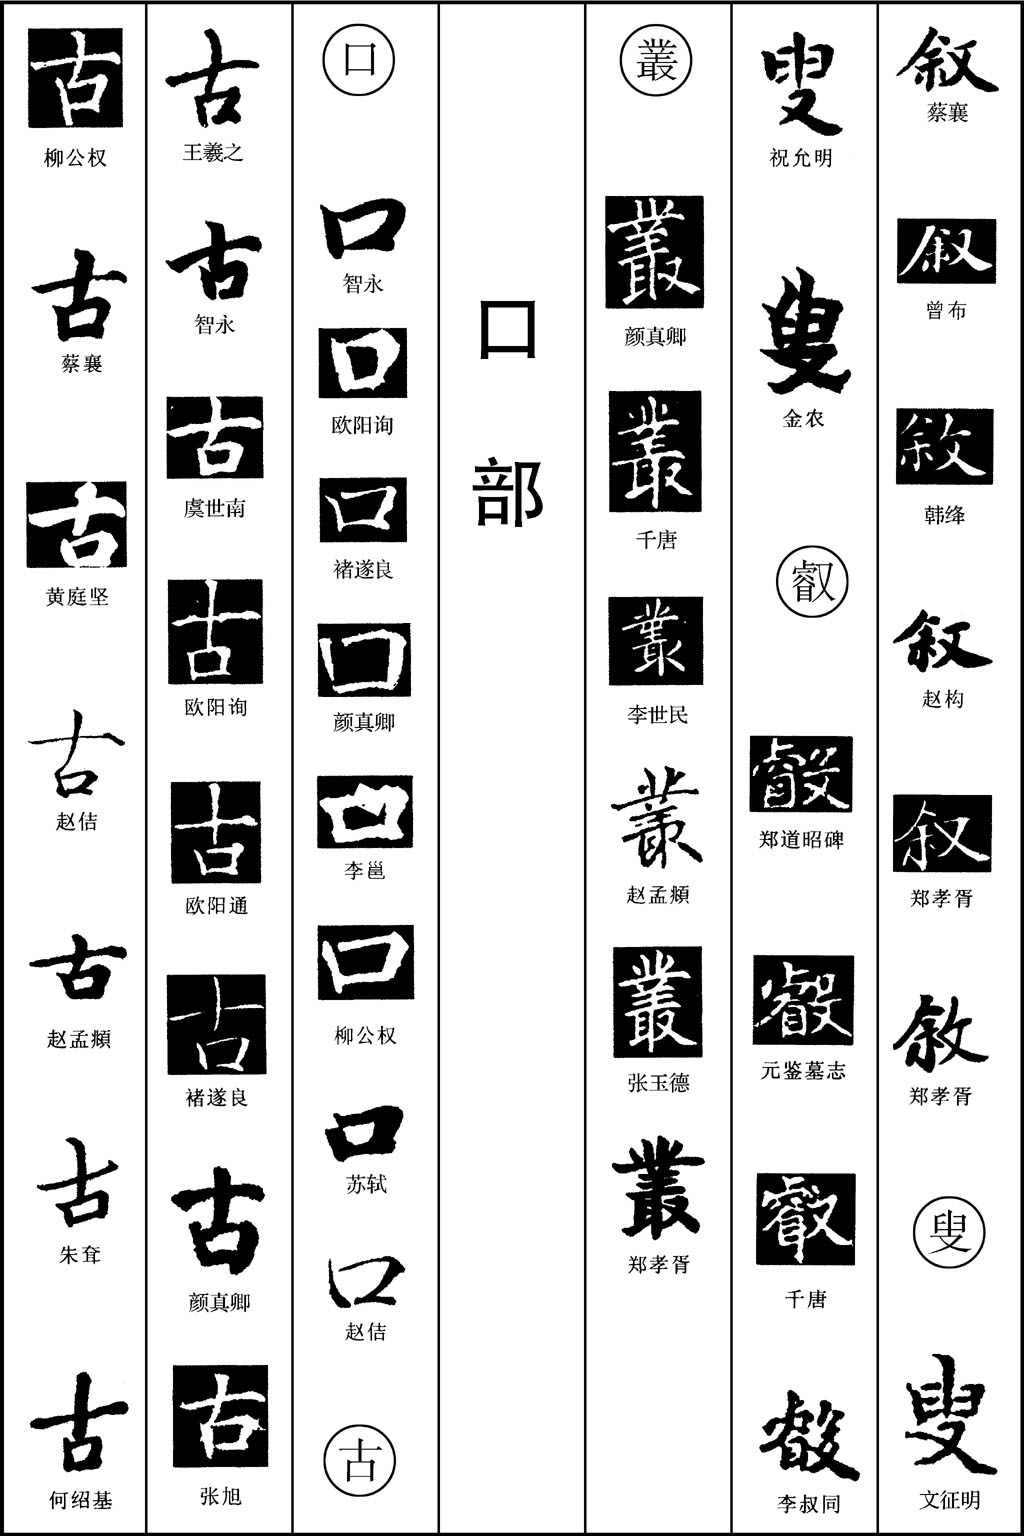 叙
蔡襄
叙
曾布
敘
韩绛
叙
赵构
叙
郑孝胥
敘
郑孝胥
叟
叟
文征明
叟
祝允明
叟
金农
叡
叡
郑道昭碑
叡
元鉴墓志
叡
千唐
叡
李叔同
叢
叢
颜真卿
叢
千唐
叢
李世民
叢
赵孟頫
叢
张玉德
叢
郑孝胥
口部
口
口
智永
口
欧阳询
口
褚遂良
口
颜真卿
口
李邕
口
柳公权
口
苏轼
口
赵佶
古
古
王羲之
古
智永
古
虞世南
古
欧阳询
古
欧阳通
古
褚遂良
古
颜真卿
古
张旭
古
柳公权
古
蔡襄
古
黄庭坚
古
赵佶
古
赵孟頫
古
朱耷
古
何绍基